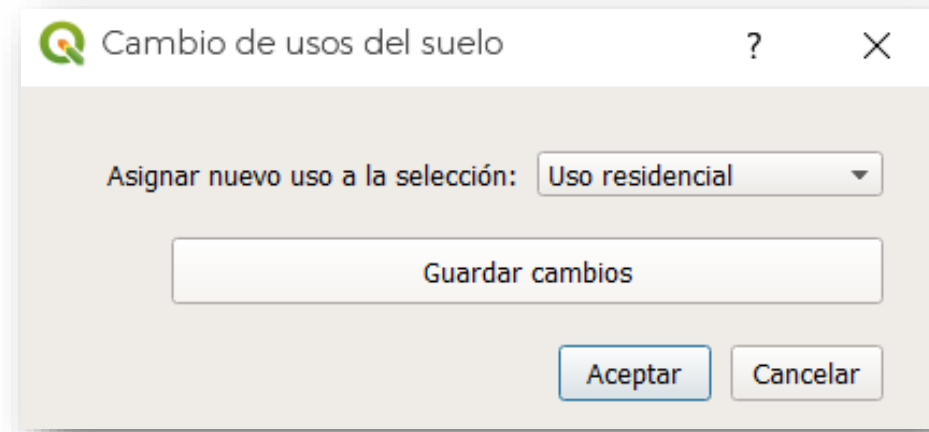 Cambio de usos del suelo ?
Asignar nuevo uso a la selección: Uso residencial
Guardar cambios
Aceptar Cancelar